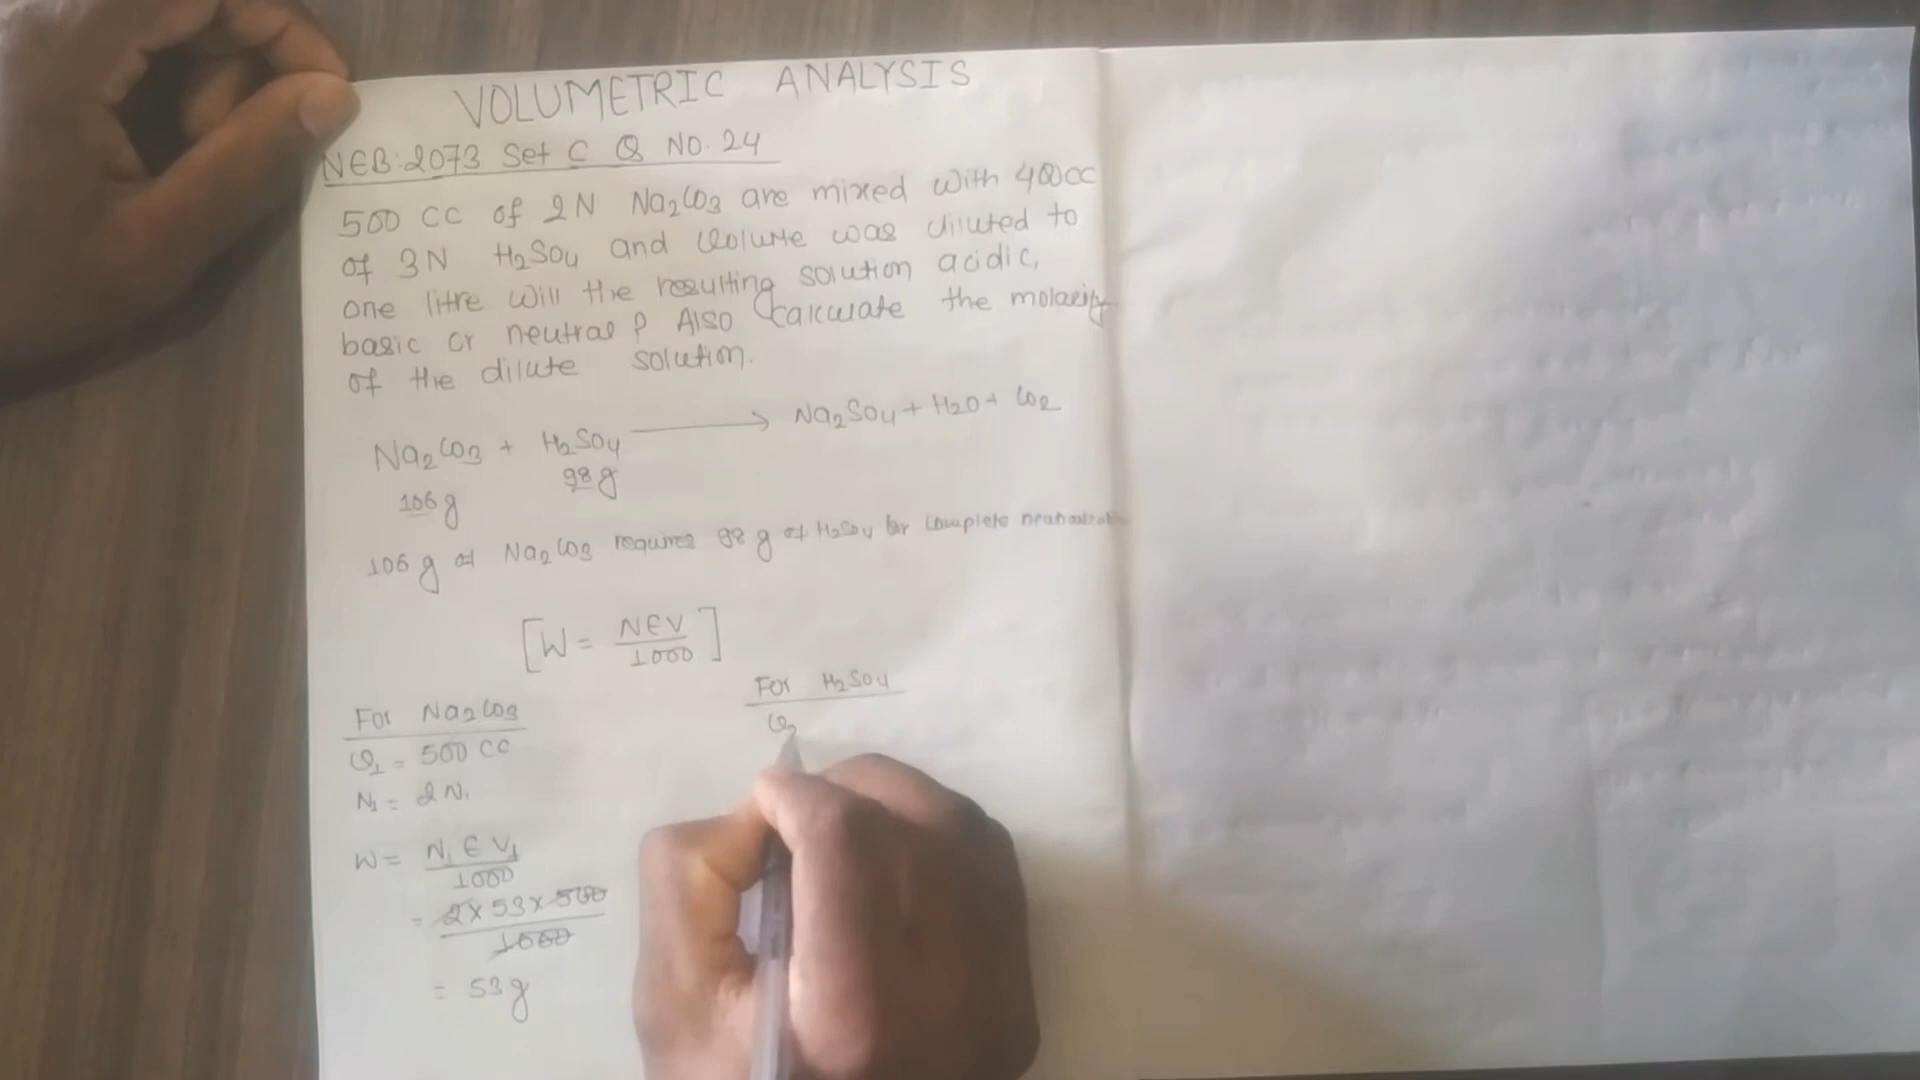 VOLUMETRIC ANALYSIS
NEB:2073 Set C Q NO. 24
500 CC of 2N Na2CO3 are mixed with 400cc
of 3N H2SO4 and Volume was diluted to
one litre will the resulting solution acidic,
basic or neutral? Also calculate the molarity
of the dilute solution.
Na2CO3 + H2SO4 → Na2SO4 + H2O + CO2
106 g 98 g
106 g of Na2CO3 requires 98 g of H2SO4 for complete neutralization
[W = NEV/1000]
For Na2CO3
V1 = 500 CC
N1 = 2N.
W = N1 E V1/1000
= 2 x 53 x 500/1000
= 53 g
For H2SO4
V2